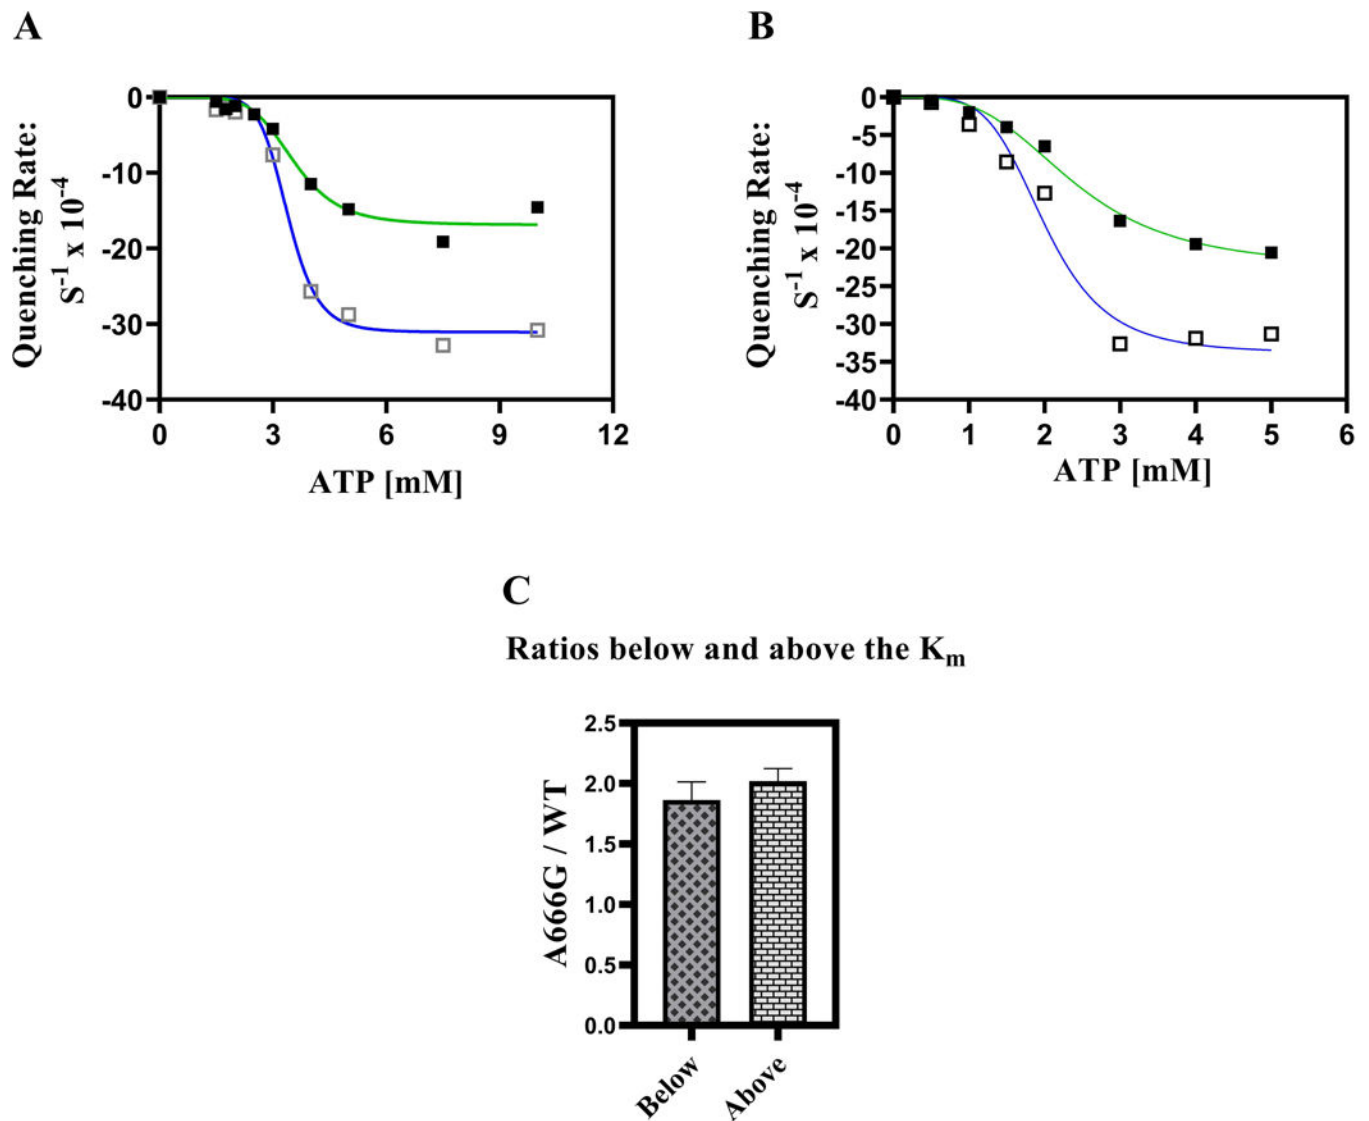 A
B
Quenching Rate:
S⁻¹ x 10⁻⁴
0
-10
-20
-30
-40
0 3 6 9 12
ATP [mM]
Quenching Rate:
S⁻¹ x 10⁻⁴
0
-5
-10
-15
-20
-25
-30
-35
-40
0 1 2 3 4 5 6
ATP [mM]
C
Ratios below and above the Kₘ
A666G / WT
2.5
2.0
1.5
1.0
0.5
0.0
Below
Above